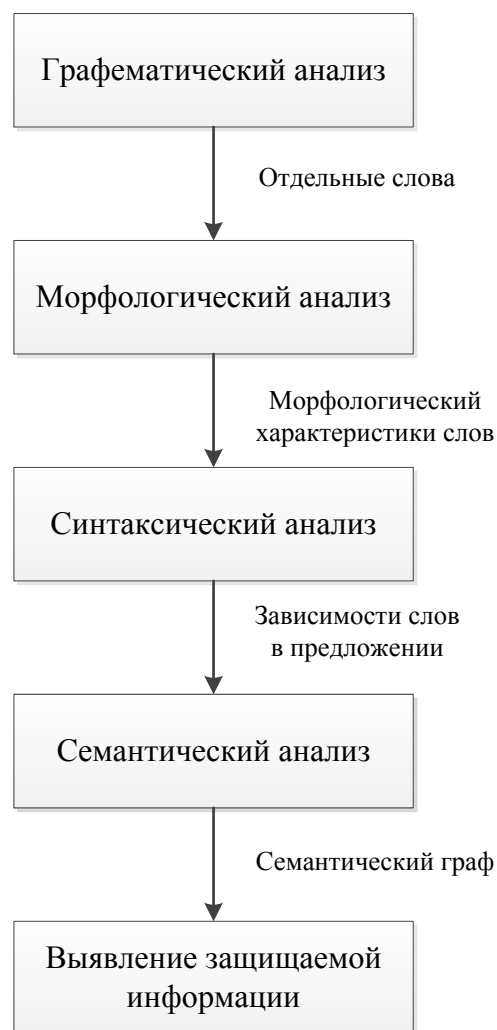 Графематический анализ
Отдельные слова
Морфологический анализ
Морфологический
характеристики слов
Синтаксический анализ
Зависимости слов
в предложении
Семантический анализ
Семантический граф
Выявление защищаемой
информации